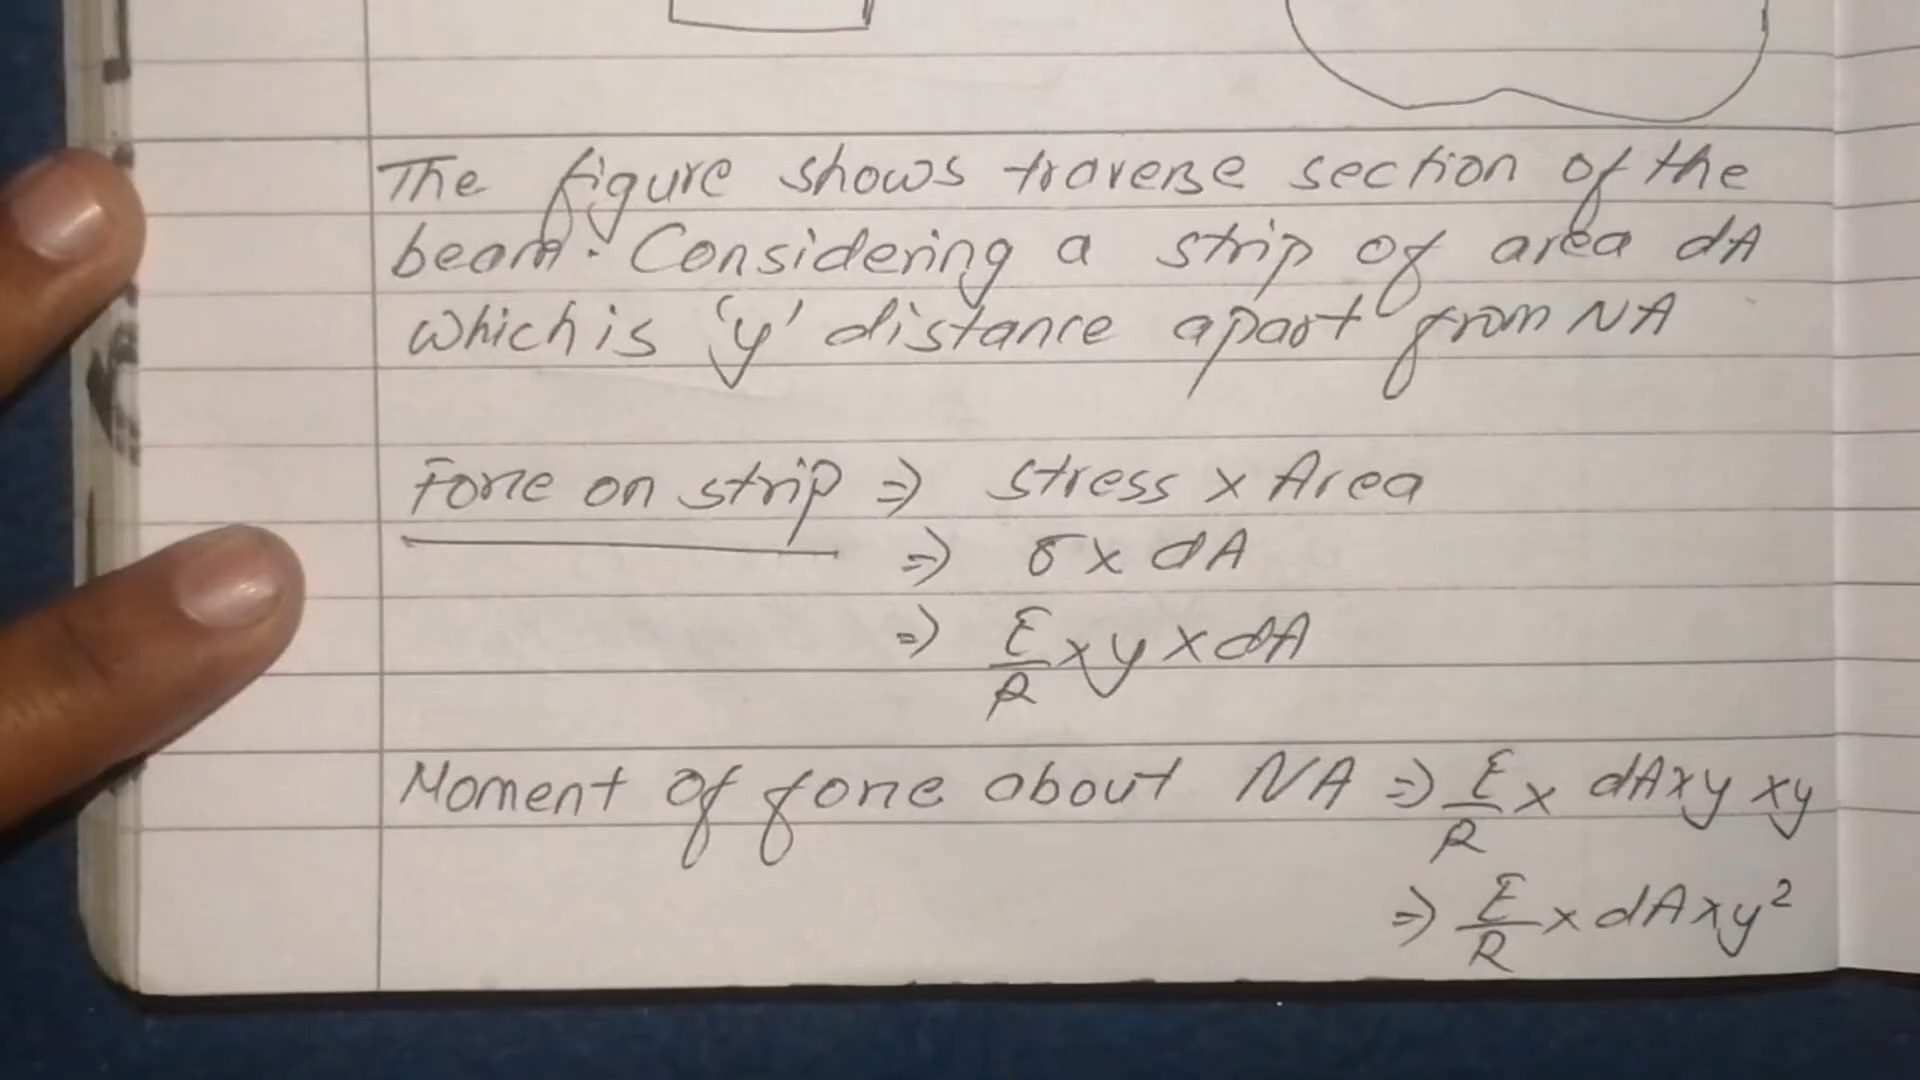 The figure shows traverse section of the
beam. Considering a strip of area dA
which is 'y' distance apart from NA
Force on strip ⇒ stress x Area
⇒ σ x dA
⇒ E/R x y x dA
Moment of force about NA ⇒ E/R x dA x y x y
⇒ E/R x dA x y²